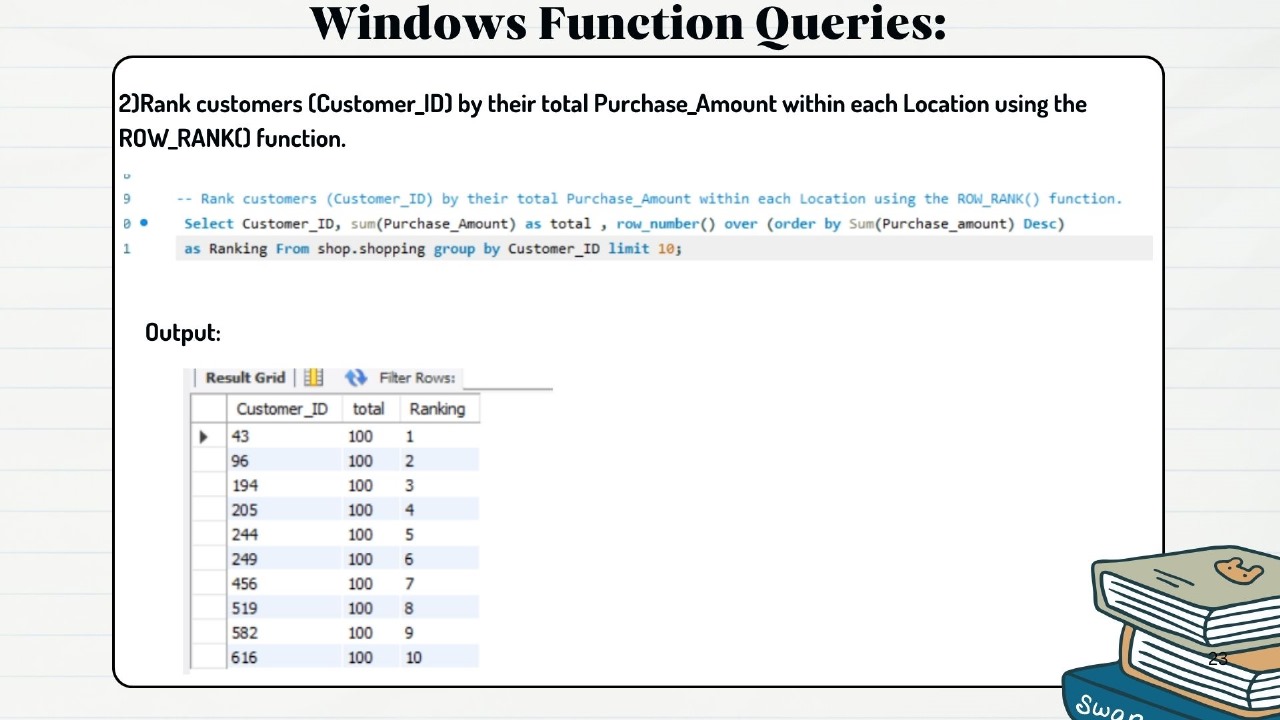 Windows Function Queries:
2)Rank customers (Customer_ID) by their total Purchase_Amount within each Location using the
ROW_RANK() function.
9 -- Rank customers (Customer_ID) by their total Purchase_Amount within each Location using the ROW_RANK() function.
0 Select Customer_ID, sum(Purchase_Amount) as total , row_number() over (order by Sum(Purchase_amount) Desc)
1 as Ranking From shop.shopping group by Customer_ID limit 10;
Output:
Result Grid Filter Rows:
Customer_ID total Ranking
43 100 1
96 100 2
194 100 3
205 100 4
244 100 5
249 100 6
456 100 7
519 100 8
582 100 9
616 100 10
23